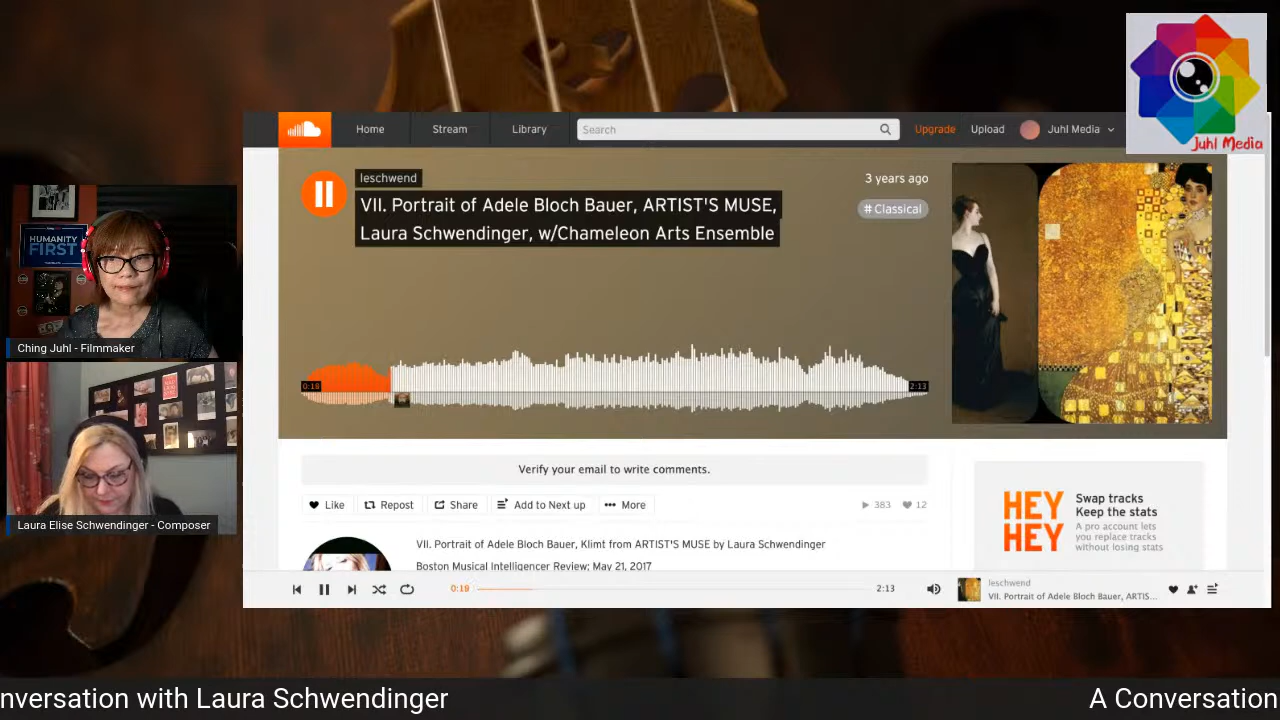 Juhl Media
Home
Stream
Library
Search
Upgrade
Upload
Juhl Media
leschwend
3 years ago
VII. Portrait of Adele Bloch Bauer, ARTIST'S MUSE,
# Classical
Laura Schwendinger, w/Chameleon Arts Ensemble
HUMANITY
FIRST
Ching Juhl - Filmmaker
Laura Elise Schwendinger - Composer
0:18
2:13
Verify your email to write comments.
Like
Repost
Share
Add to Next up
More
383
12
HEY
HEY
Swap tracks
Keep the stats
A pro account lets
you replace tracks
without losing stats
VII. Portrait of Adele Bloch Bauer, Klimt from ARTIST'S MUSE by Laura Schwendinger
Boston Musical Intelligencer Review; May 21, 2017
0:19
2:13
leschwend
VII. Portrait of Adele Bloch Bauer, ARTIS...
nversation with Laura Schwendinger
A Conversation